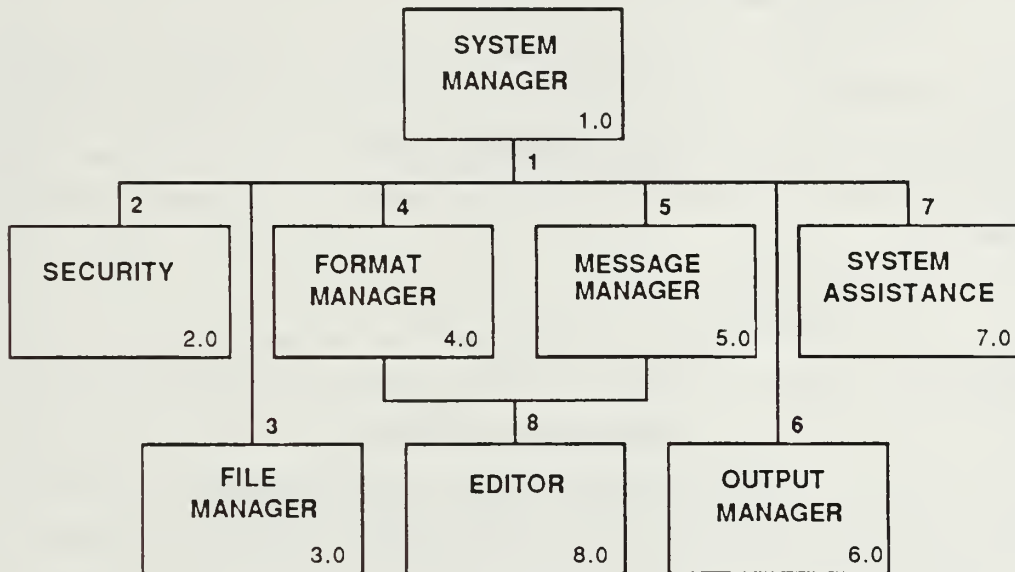 SYSTEM
MANAGER
1.0
1
2
4
5
7
SECURITY
2.0
FORMAT
MANAGER
4.0
MESSAGE
MANAGER
5.0
SYSTEM
ASSISTANCE
7.0
3
8
6
FILE
MANAGER
3.0
EDITOR
8.0
OUTPUT
MANAGER
6.0